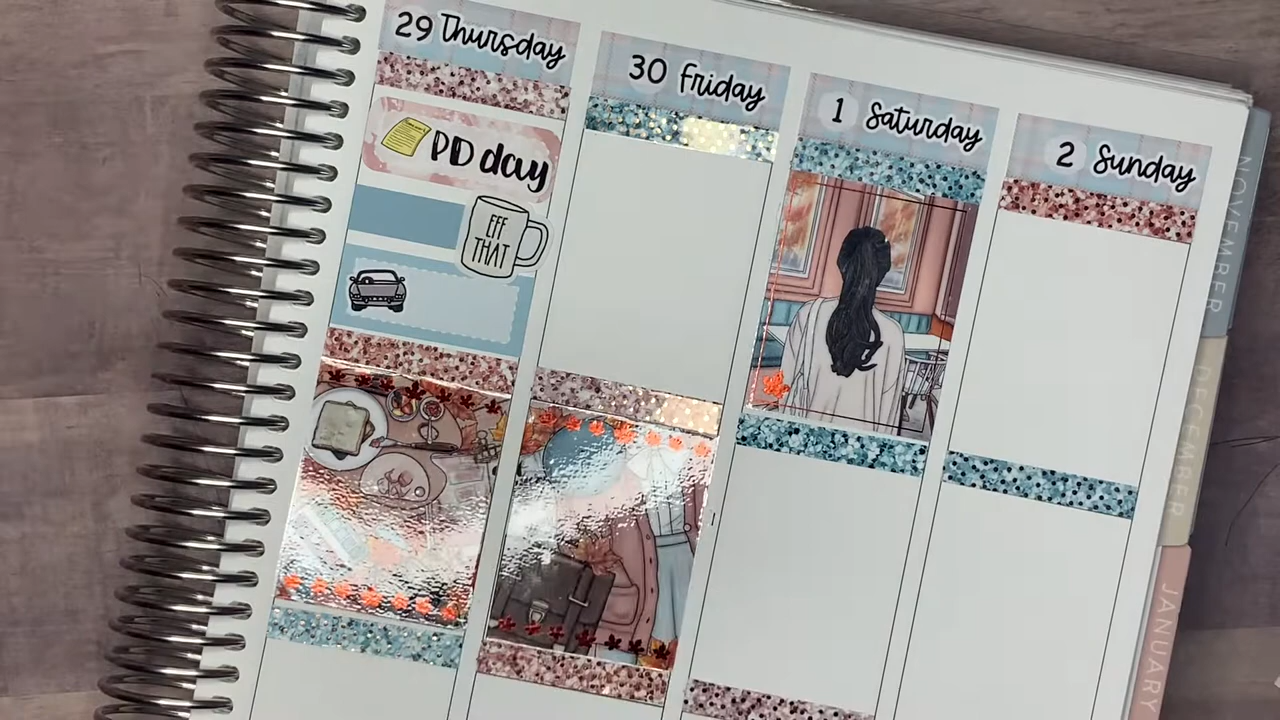 29 Thursday
30 Friday
1 Saturday
2 Sunday
PD day
EFF
THAT
NOVEMBER
DECEMBER
JANUARY